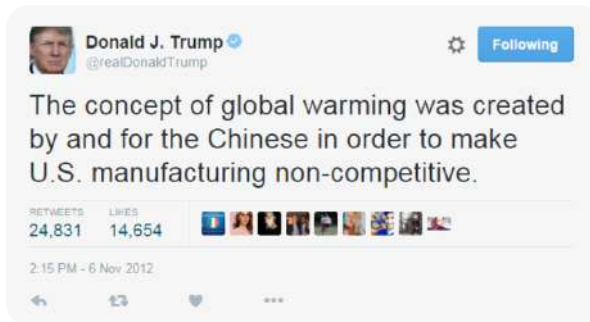 Donald J. Trump
@realDonaldTrump
Following
The concept of global warming was created
by and for the Chinese in order to make
U.S. manufacturing non-competitive.
RETWEETS LIKES
24,831 14,654
2:15 PM - 6 Nov 2012